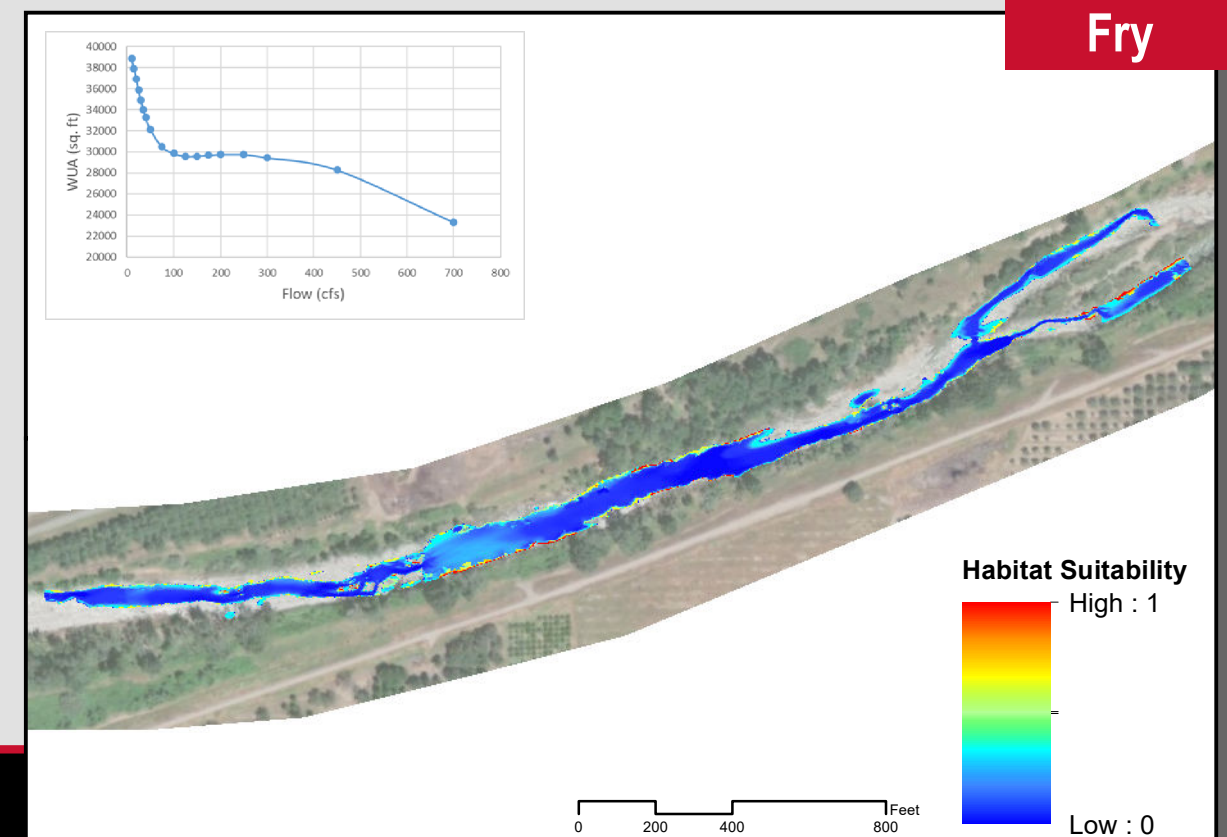 Fry
40000
38000
36000
34000
32000
30000
28000
26000
24000
22000
20000
WUA (sq. ft)
0 100 200 300 400 500 600 700 800
Flow (cfs)
Habitat Suitability
High : 1
Low : 0
Feet
0 200 400 800